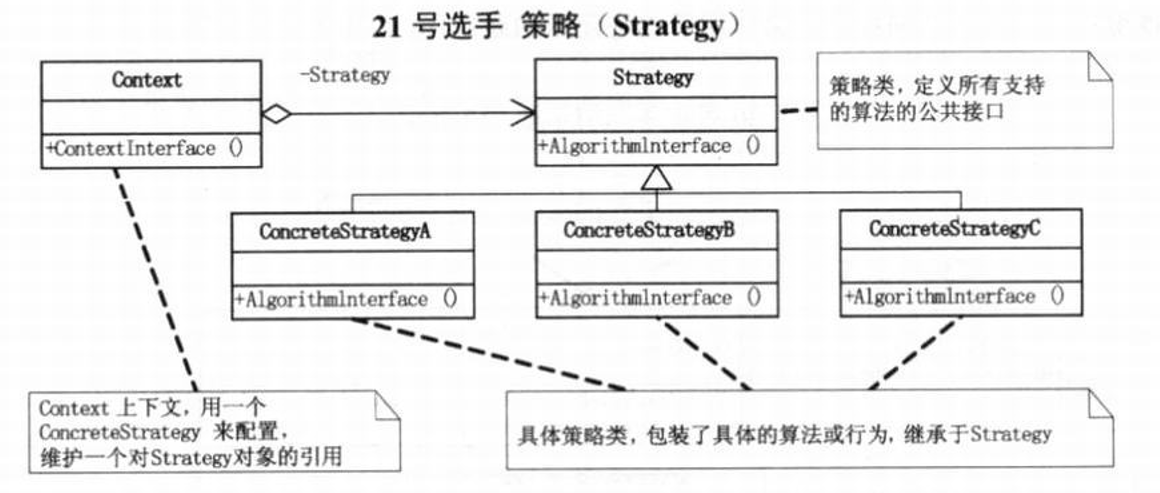 21 号选手 策略（Strategy）
Context
-Strategy
Strategy
策略类，定义所有支持
的算法的公共接口
+ContextInterface ()
+AlgorithmInterface ()
ConcreteStrategyA
ConcreteStrategyB
ConcreteStrategyC
+AlgorithmInterface ()
+AlgorithmInterface ()
+AlgorithmInterface ()
Context 上下文，用一个
ConcreteStrategy 来配置，
维护一个对Strategy对象的引用
具体策略类，包装了具体的算法或行为，继承于Strategy